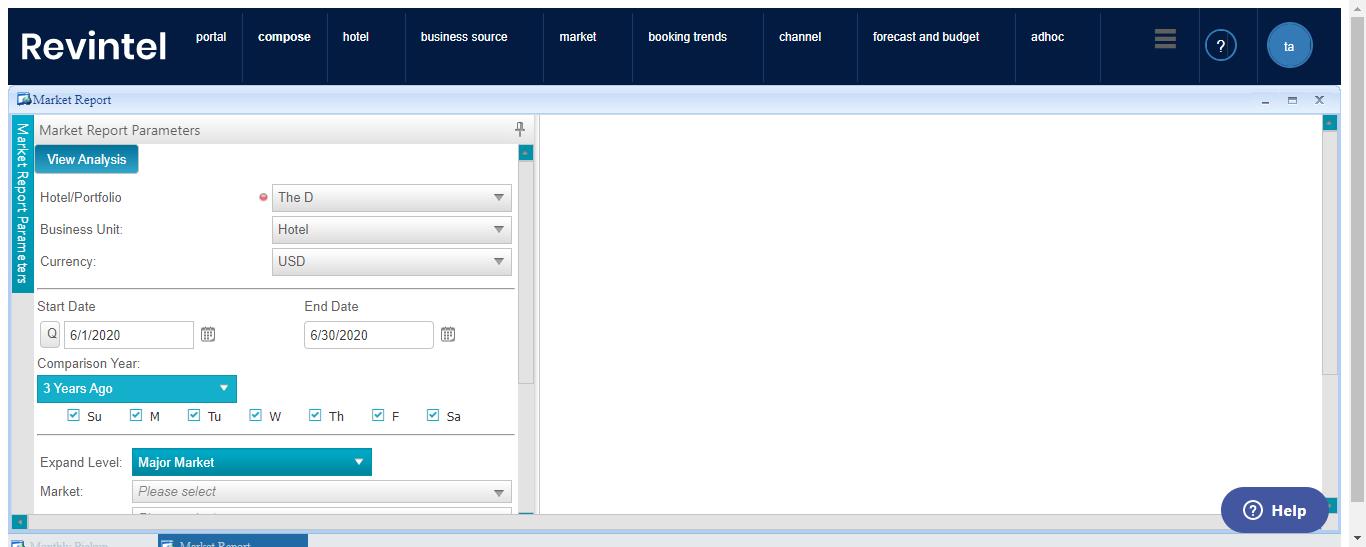 Revintel portal compose hotel business source market booking trends channel forecast and budget adhoc ? ta
Market Report
Market Report Parameters
Market Report Parameters
View Analysis
Hotel/Portfolio The D
Business Unit: Hotel
Currency: USD
Start Date End Date
Q 6/1/2020 6/30/2020
Comparison Year:
3 Years Ago
Su M Tu W Th F Sa
Expand Level: Major Market
Market: Please select
? Help
Market Report